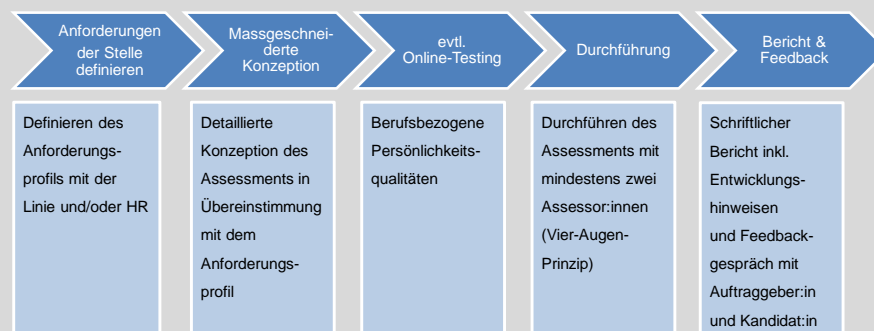 Anforderungen
der Stelle
definieren
Massgeschnei-
derte
Konzeption
evtl.
Online-Testing
Durchführung
Bericht &
Feedback
Definieren des
Anforderungs-
profils mit der
Linie und/oder HR
Detaillierte
Konzeption des
Assessments in
Übereinstimmung
mit dem
Anforderungs-
profil
Berufsbezogene
Persönlichkeits-
qualitäten
Durchführen des
Assessments mit
mindestens zwei
Assessor:innen
(Vier-Augen-
Prinzip)
Schriftlicher
Bericht inkl.
Entwicklungs-
hinweisen
und Feedback-
gespräch mit
Auftraggeber:in
und Kandidat:in